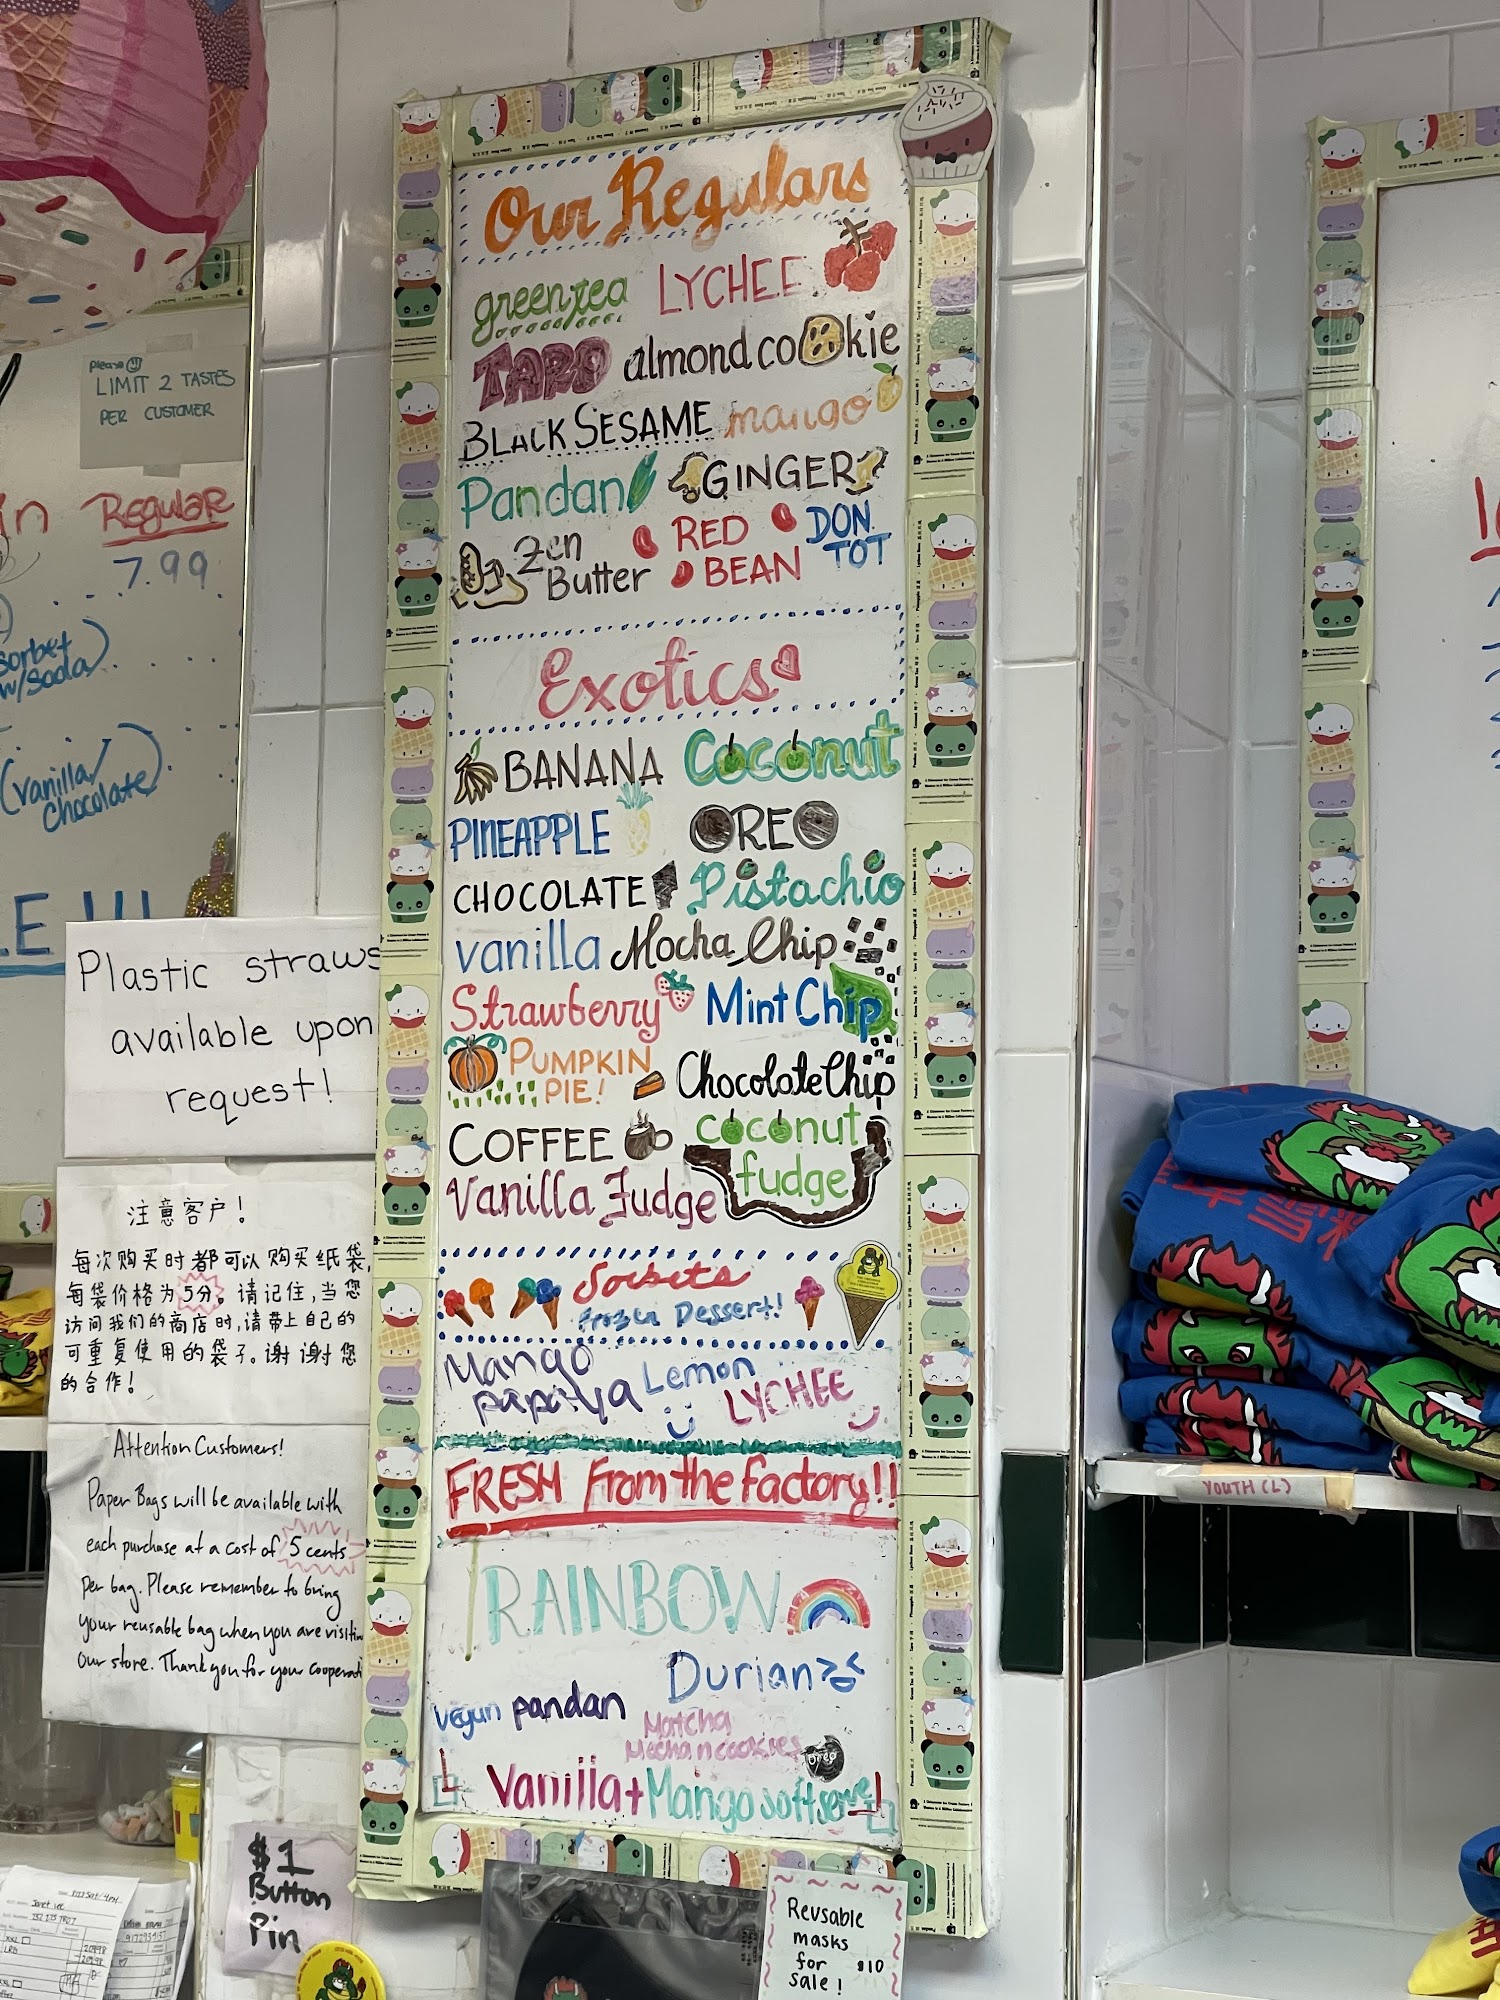 please
LIMIT 2 TASTES
PER CUSTOMER
Regular
7.99
sorbet
w/Soda)
(vanilla/
chocolate)
E!!!
Plastic straws
available upon
request!
注意客户!
每次购买时都可以购买纸袋,
每袋价格为5分。请记住,当您
访问我们的商店时,请带上自己的
可重复使用的袋子。谢谢您
的合作!
Attention Customers!
Paper Bags will be available with
each purchase at a cost of 5 cents
per bag. Please remember to bring
your reusable bag when you are visitin
our store. Thank you for your cooperati
$1
Button
Pin
Our Regulars
green tea LYCHEE
TARO almond cookie
BLACK SESAME mango
Pandan GINGER
Zen Butter RED BEAN DON TOT
Exotics
BANANA Coconut
PINEAPPLE OREO
CHOCOLATE Pistachio
vanilla Mocha Chip
Strawberry Mint Chip
PUMPKIN PIE! Chocolate Chip
COFFEE coconut fudge
Vanilla Fudge
Sorbets
Frozen Dessert!
Mango papaya Lemon LYCHEE
FRESH From the factory!!
RAINBOW
Durian
vegan pandan
Matcha
Mocha n cookies
Oreo
Vanilla + Mango softserve!
Reusable
masks
for
sale!
$10
YOUTH (L)